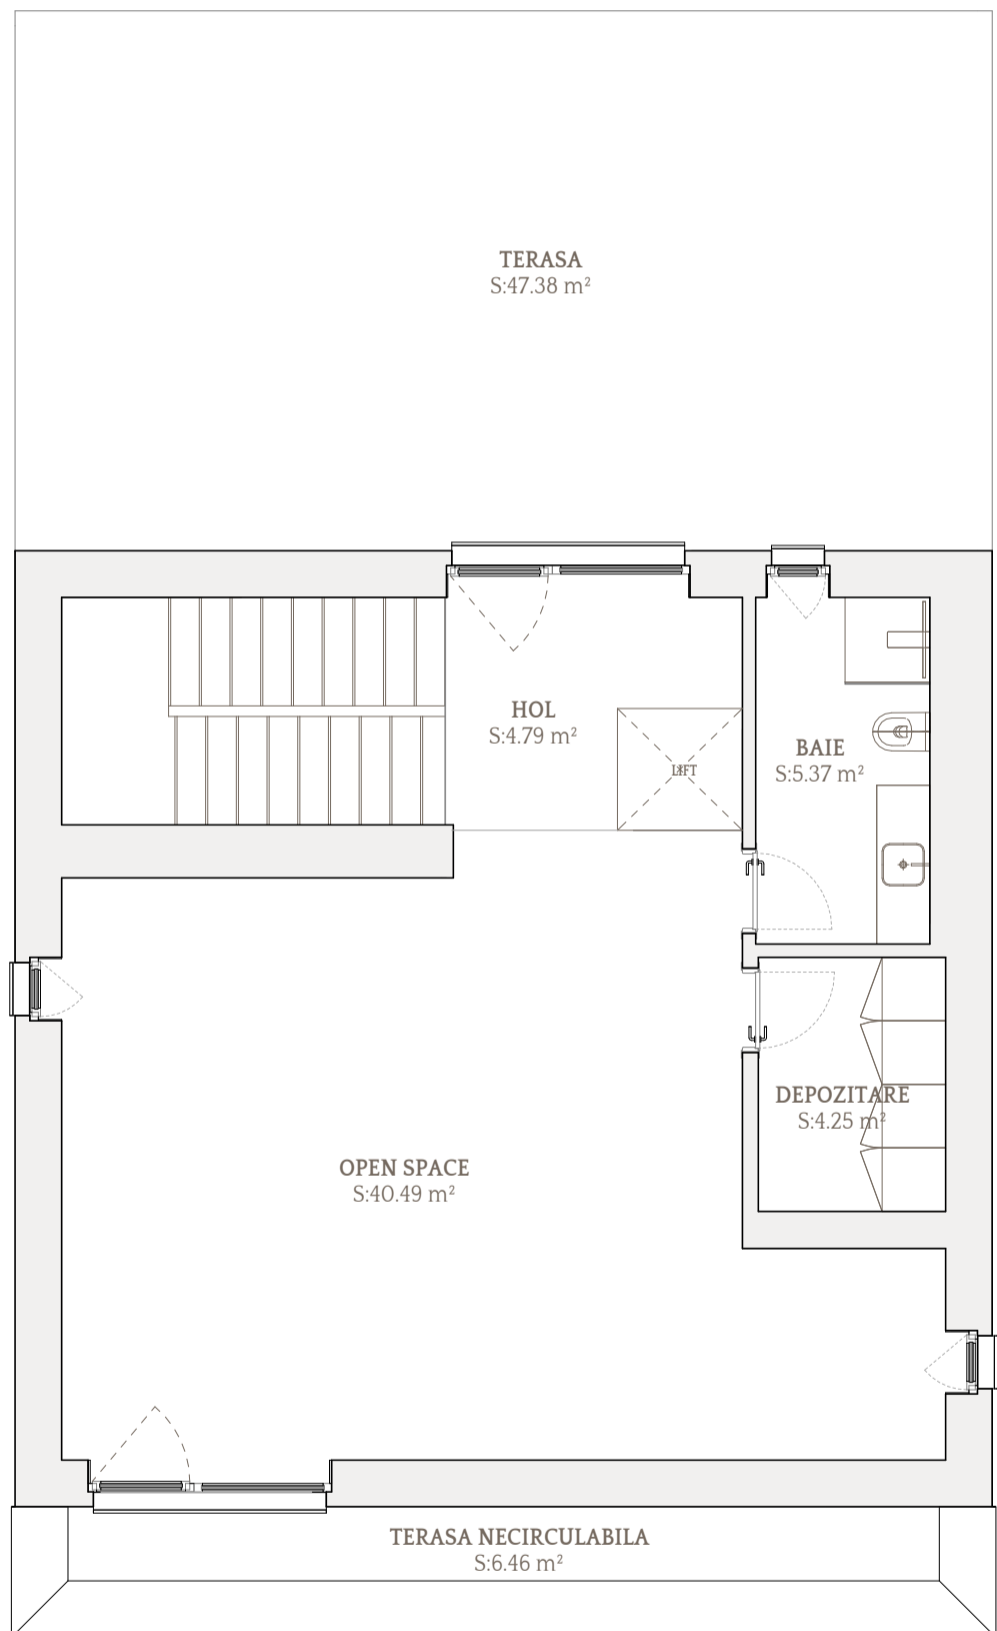 TERASA
S:47.38 m²
HOL
S:4.79 m²
LIFT
BAIE
S:5.37 m²
DEPOZITARE
S:4.25 m²
OPEN SPACE
S:40.49 m²
TERASA NECIRCULABILA
S:6.46 m²